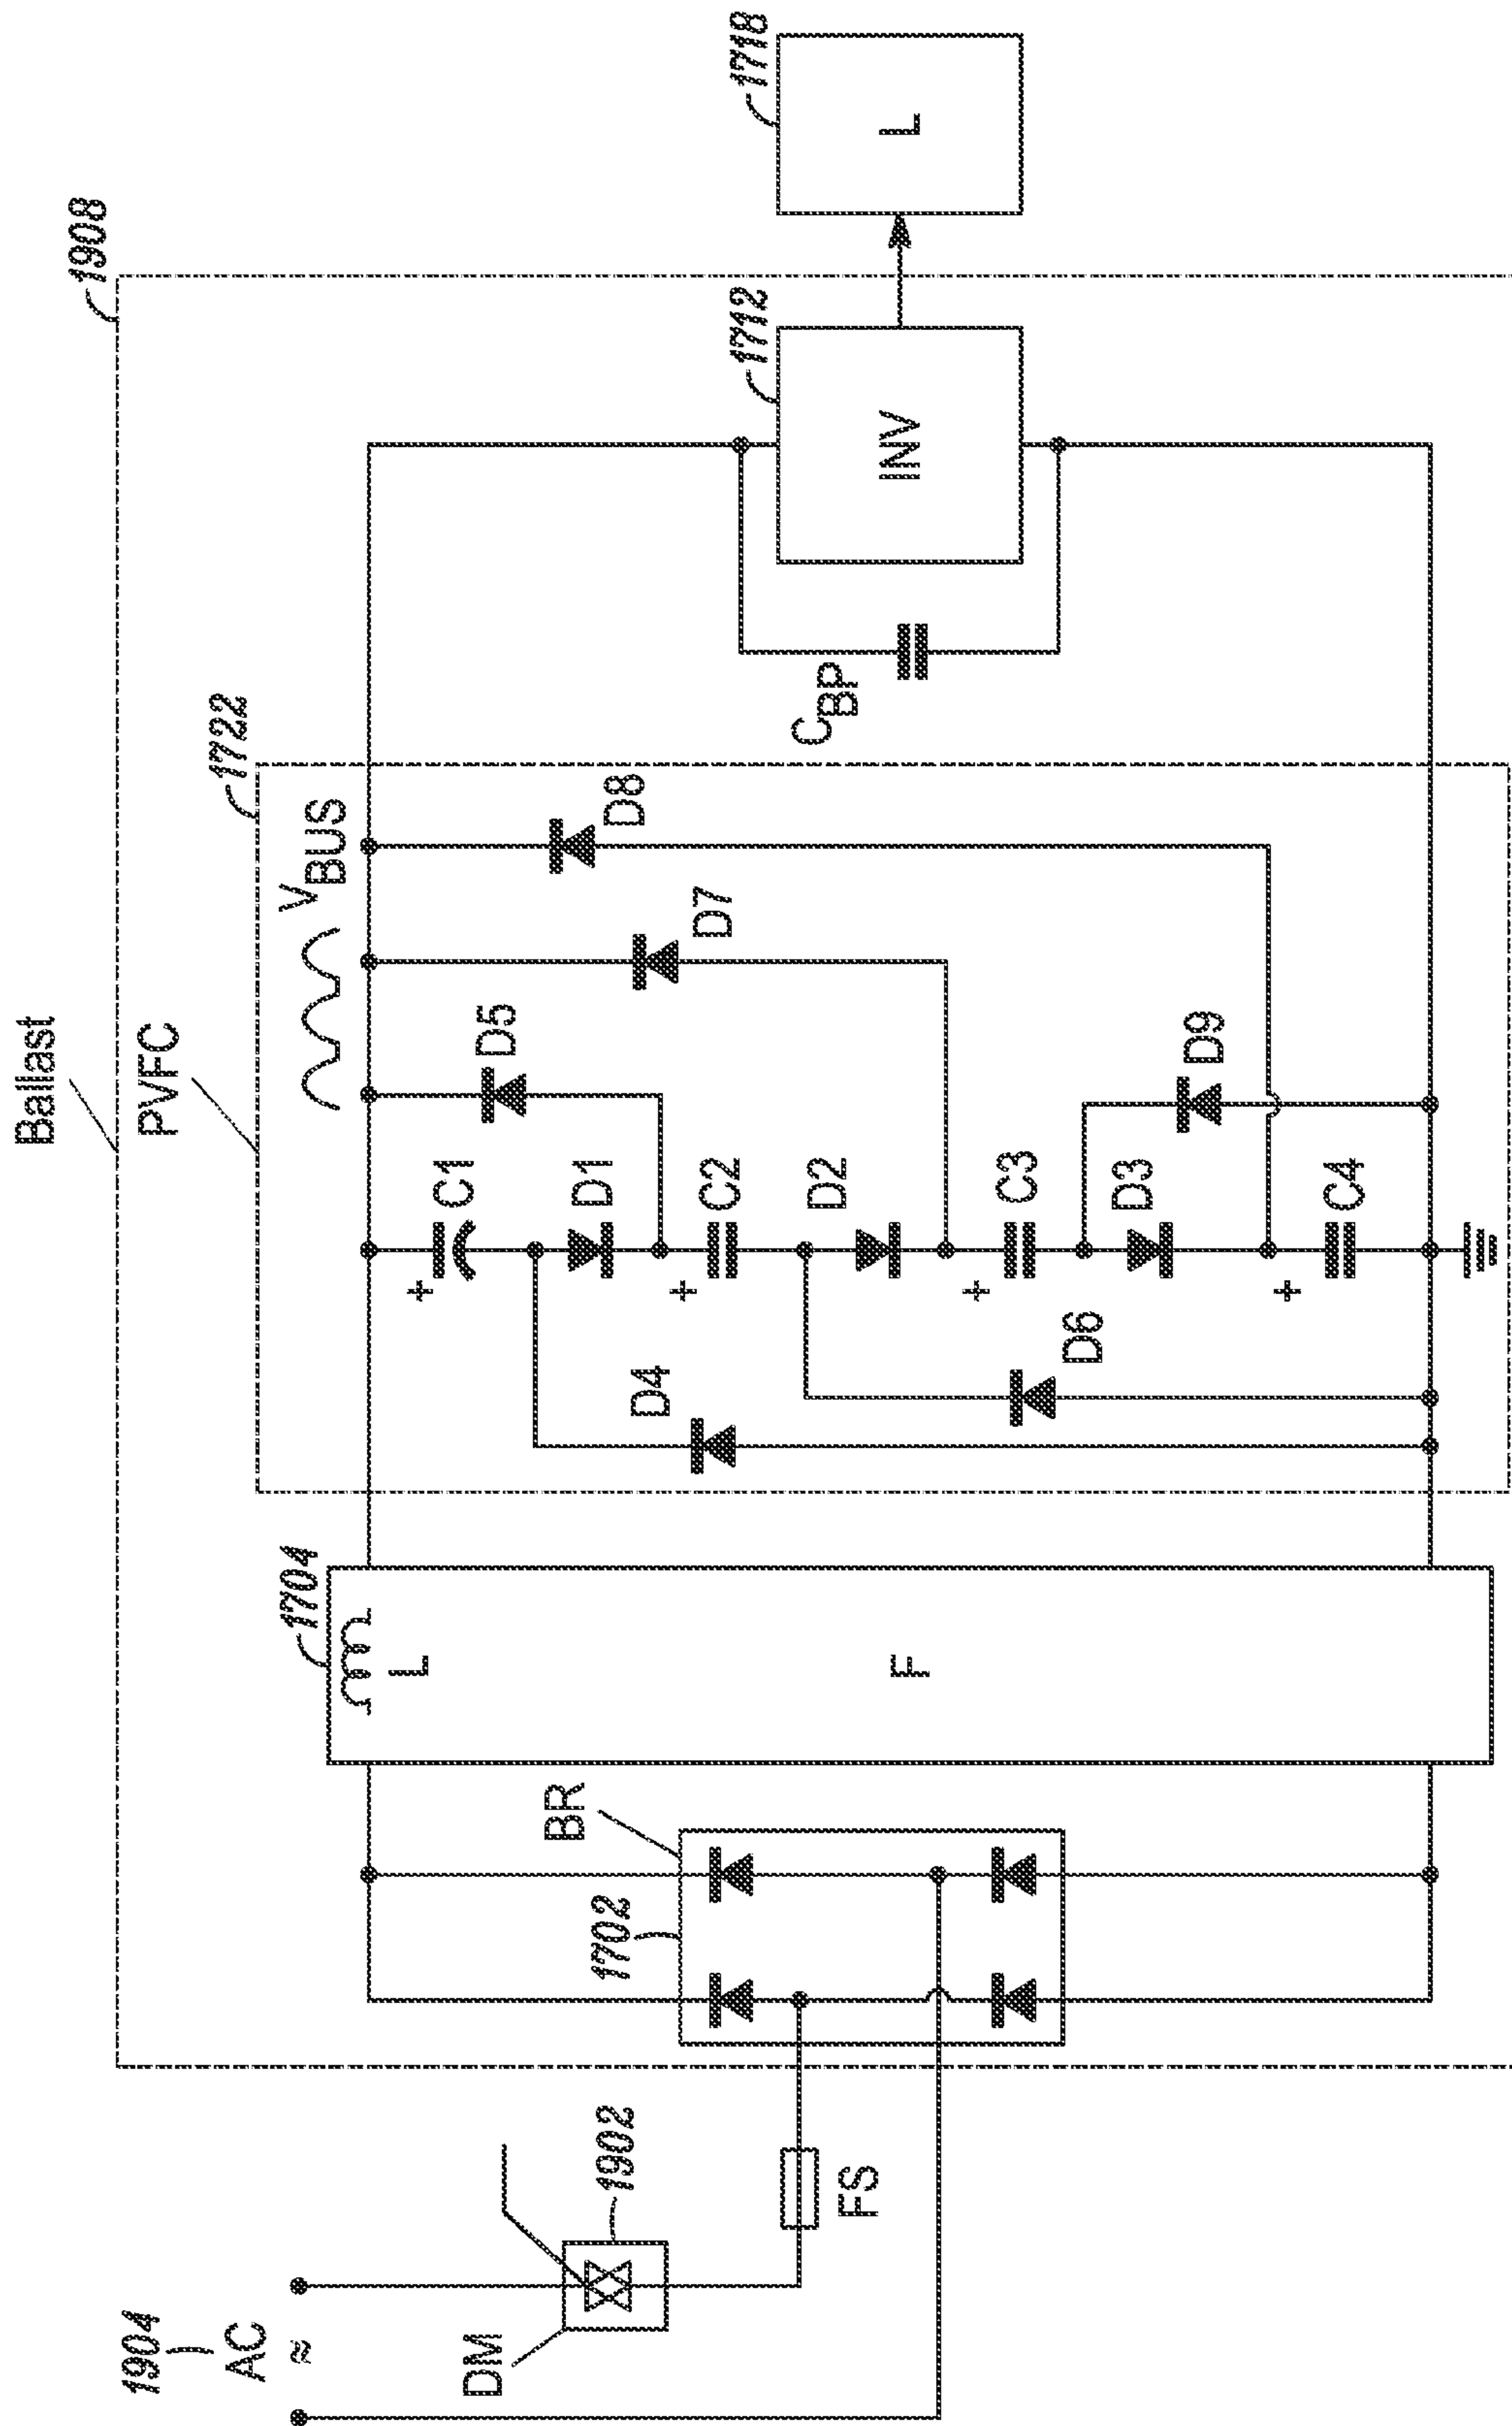 Ballast
1908
PVFC
1722
1904
AC
≈
DM
1902
FS
1702
BR
1704
L
F
V BUS
C1
+
D1
D5
C2
+
D2
D7
D8
D4
D6
C3
+
D3
D9
C4
+
CBP
1712
INV
1718
L